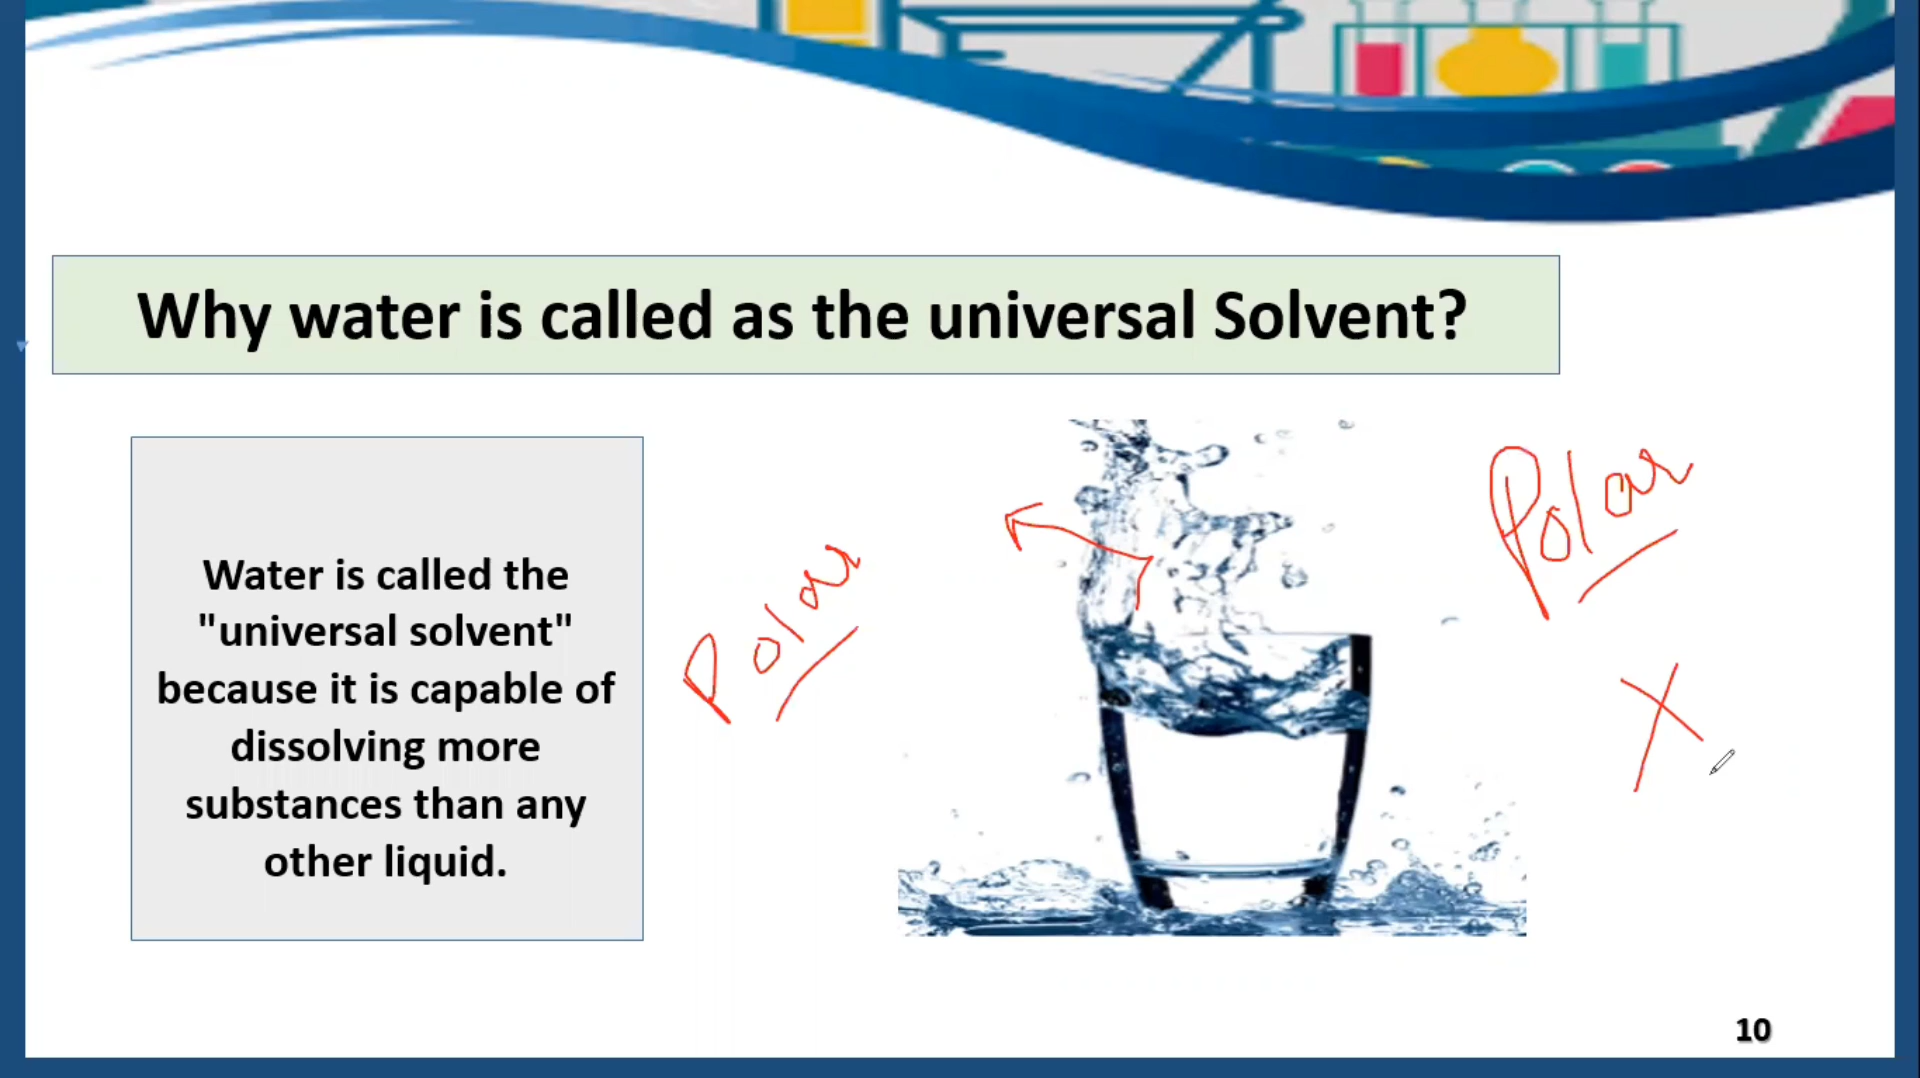 Why water is called as the universal Solvent?
Water is called the
"universal solvent"
because it is capable of
dissolving more
substances than any
other liquid.
Polar
Polar
X
10